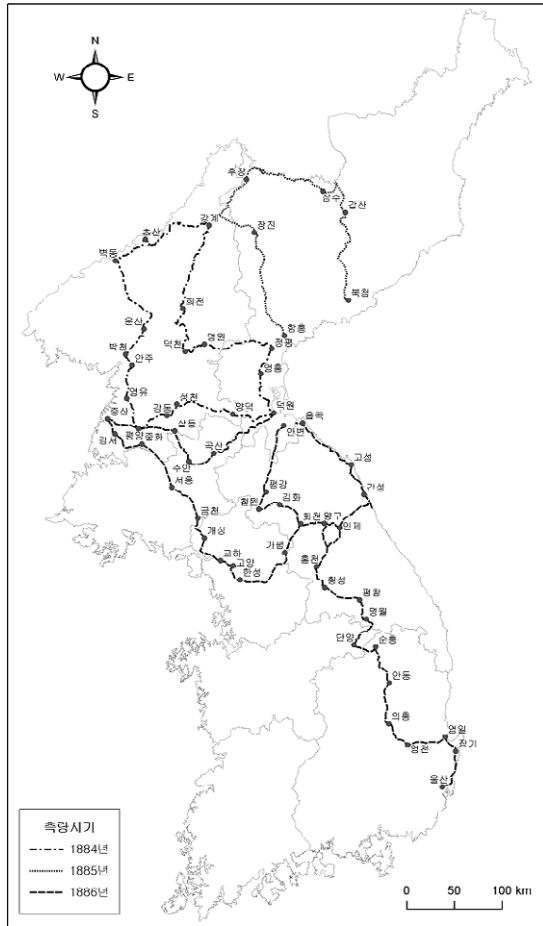 N
W E
S
후창
삼수
갑산
강계
장진
초산
벽동
북청
희천
운산
함흥
영원
덕천
정평
박천
안주
영흥
영유
성천
강동
양덕
덕원
증산
삼등
안변
흡곡
평양
중화
강서
곡산
수안
고성
서흥
평강
간성
김화
철원
금천
회천
양구
인제
개성
가평
교하
고양
홍천
한성
횡성
평창
영월
단양
순흥
안동
의흥
영일
영천
장기
울산
측량시기
1884년
1885년
1886년
0 50 100 km